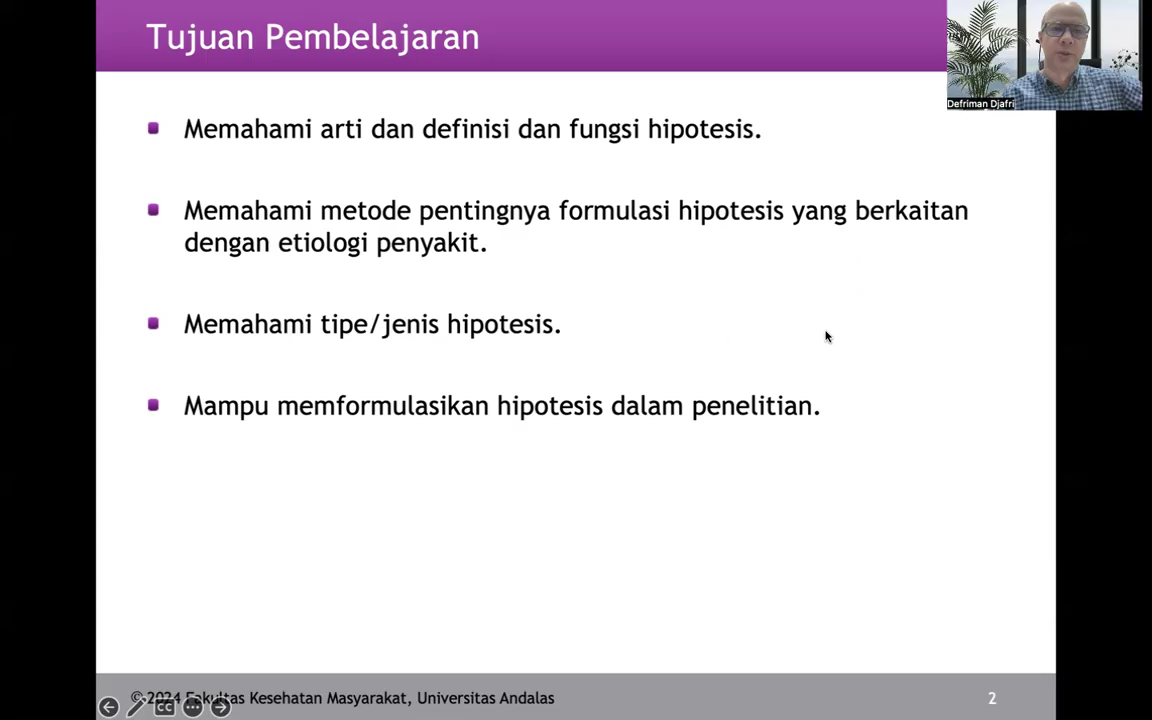 Tujuan Pembelajaran
Defriman Djafri
Memahami arti dan definisi dan fungsi hipotesis.
Memahami metode pentingnya formulasi hipotesis yang berkaitan
dengan etiologi penyakit.
Memahami tipe/jenis hipotesis.
Mampu memformulasikan hipotesis dalam penelitian.
©2024 Fakultas Kesehatan Masyarakat, Universitas Andalas
2
CC